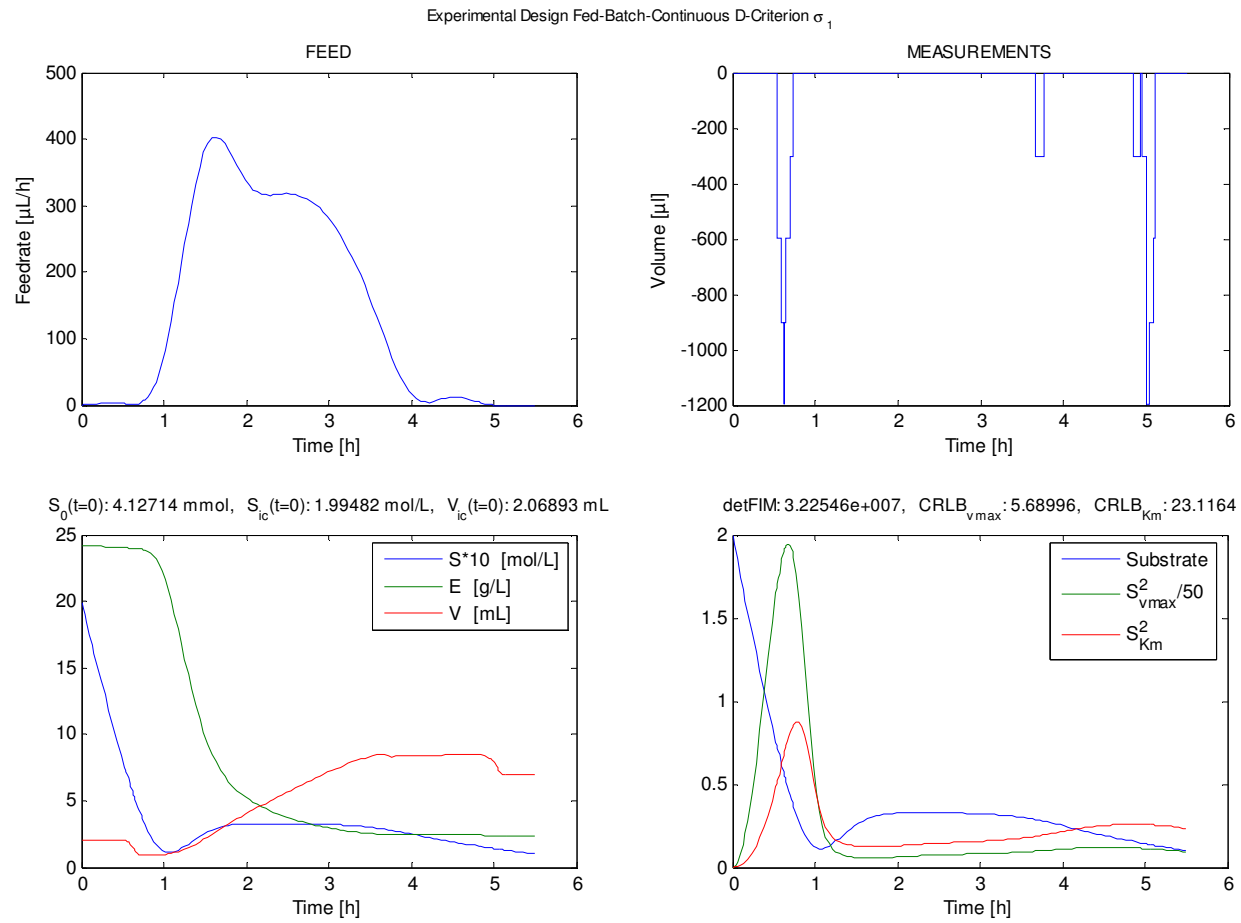 Experimental Design Fed-Batch-Continuous D-Criterion σ1
FEED
500
400
300
200
100
0
Feedrate [µL/h]
0 1 2 3 4 5 6
Time [h]
MEASUREMENTS
0
-200
-400
-600
-800
-1000
-1200
Volume [µl]
0 1 2 3 4 5 6
Time [h]
S0(t=0): 4.12714 mmol, Sic(t=0): 1.99482 mol/L, Vic(t=0): 2.06893 mL
25
20
15
10
5
0
S*10 [mol/L]
E [g/L]
V [mL]
0 1 2 3 4 5 6
Time [h]
detFIM: 3.22546e+007, CRLBvmax: 5.68996, CRLBKm: 23.1164
2
1.5
1
0.5
0
Substrate
S²vmax/50
S²Km
0 1 2 3 4 5 6
Time [h]